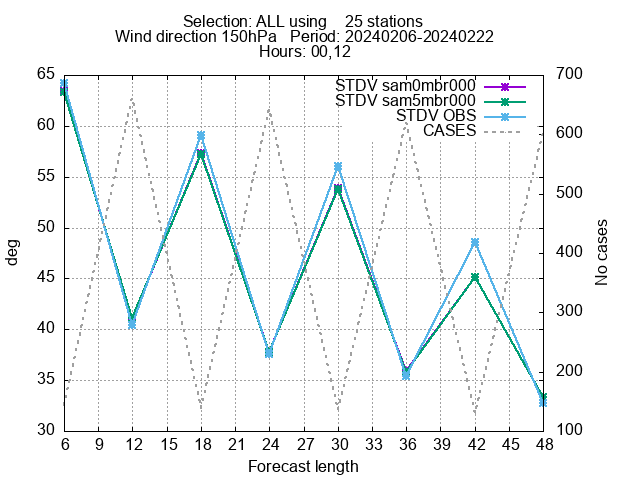 Selection: ALL using    25 stations
Wind direction 150hPa   Period: 20240206-20240222
Hours: 00,12
STDV sam0mbr000
STDV sam5mbr000
STDV OBS
CASES
65
60
55
50
45
40
35
30
deg
700
600
500
400
300
200
100
No cases
6 9 12 15 18 21 24 27 30 33 36 39 42 45 48
Forecast length